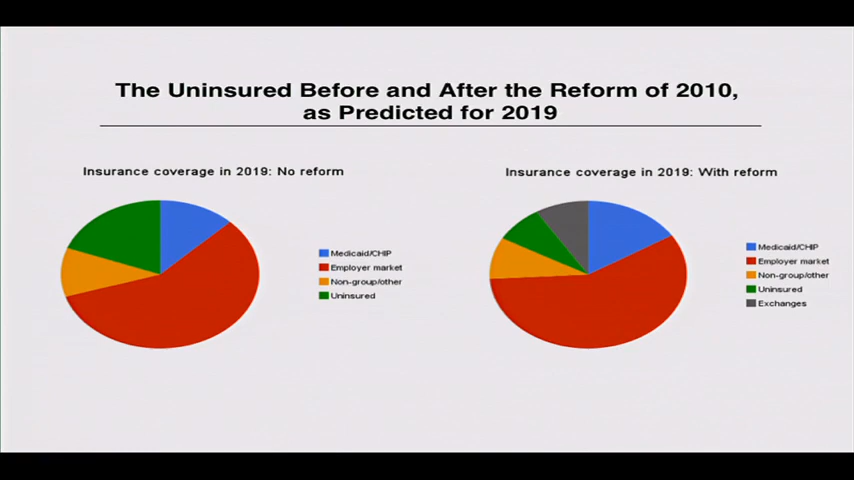 The Uninsured Before and After the Reform of 2010,
as Predicted for 2019
Insurance coverage in 2019: No reform
Medicaid/CHIP
Employer market
Non-group/other
Uninsured
Insurance coverage in 2019: With reform
Medicaid/CHIP
Employer market
Non-group/other
Uninsured
Exchanges